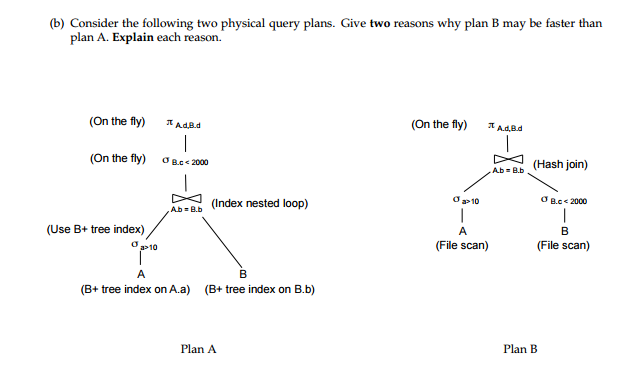 (b) Consider the following two physical query plans. Give two reasons why plan B may be faster than
plan A. Explain each reason.
(On the fly) π A.d,B.d
(On the fly) σ B.c < 2000
A.b = B.b (Index nested loop)
(Use B+ tree index)
σ a>10
A B
(B+ tree index on A.a) (B+ tree index on B.b)
Plan A
(On the fly) π A.d,B.d
A.b = B.b (Hash join)
σ a>10 σ B.c < 2000
A B
(File scan) (File scan)
Plan B